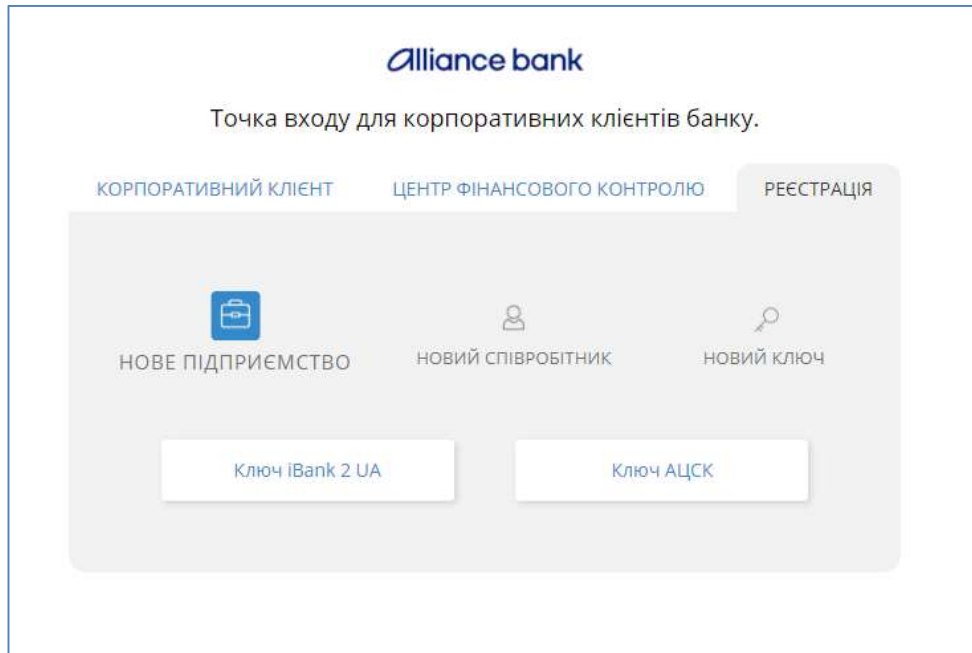 Alliance bank
Точка входу для корпоративних клієнтів банку.
КОРПОРАТИВНИЙ КЛІЄНТ ЦЕНТР ФІНАНСОВОГО КОНТРОЛЮ РЕЄСТРАЦІЯ
НОВЕ ПІДПРИЄМСТВО НОВИЙ СПІВРОБІТНИК НОВИЙ КЛЮЧ
Ключ iBank 2 UA Ключ АЦСК